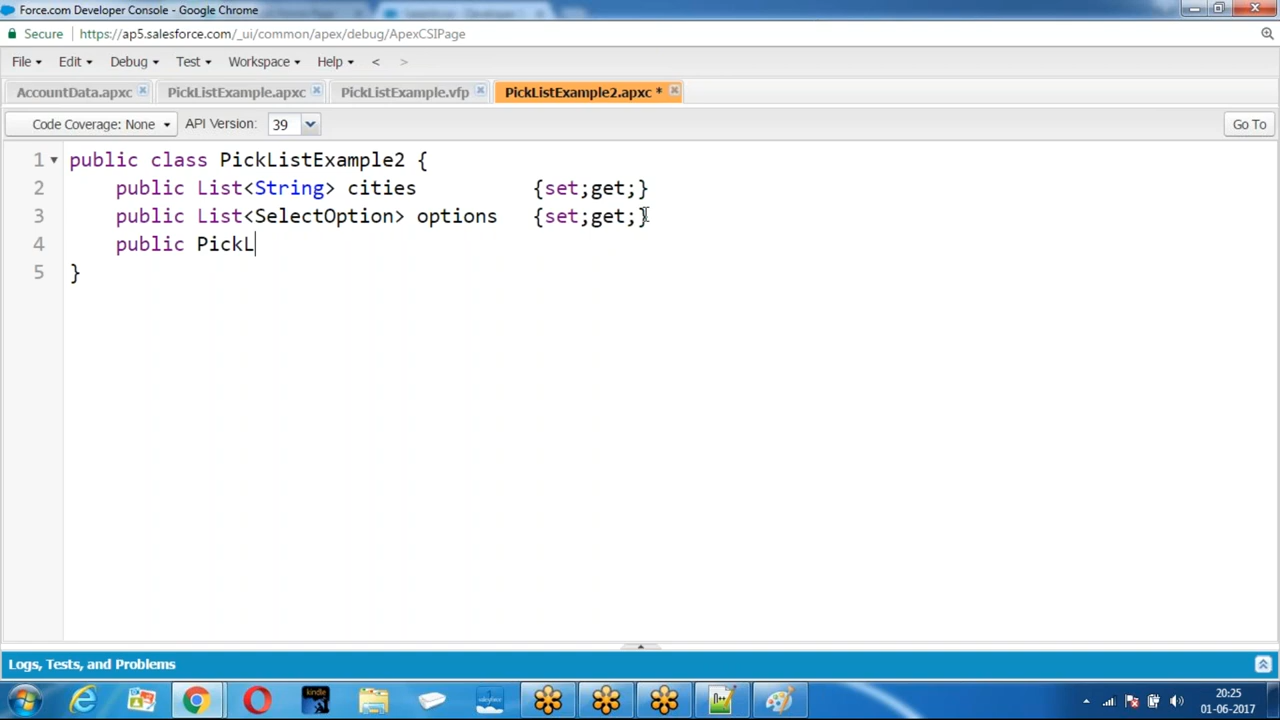 Force.com Developer Console - Google Chrome
Secure https://ap5.salesforce.com/_ui/common/apex/debug/ApexCSIPage
File Edit Debug Test Workspace Help < >
AccountData.apxc PickListExample.apxc PickListExample.vfp PickListExample2.apxc *
Code Coverage: None API Version: 39 Go To
1 public class PickListExample2 {
2 public List<String> cities {set;get;}
3 public List<SelectOption> options {set;get;}
4 public PickL
5 }
Logs, Tests, and Problems
kindle
20:25
01-06-2017